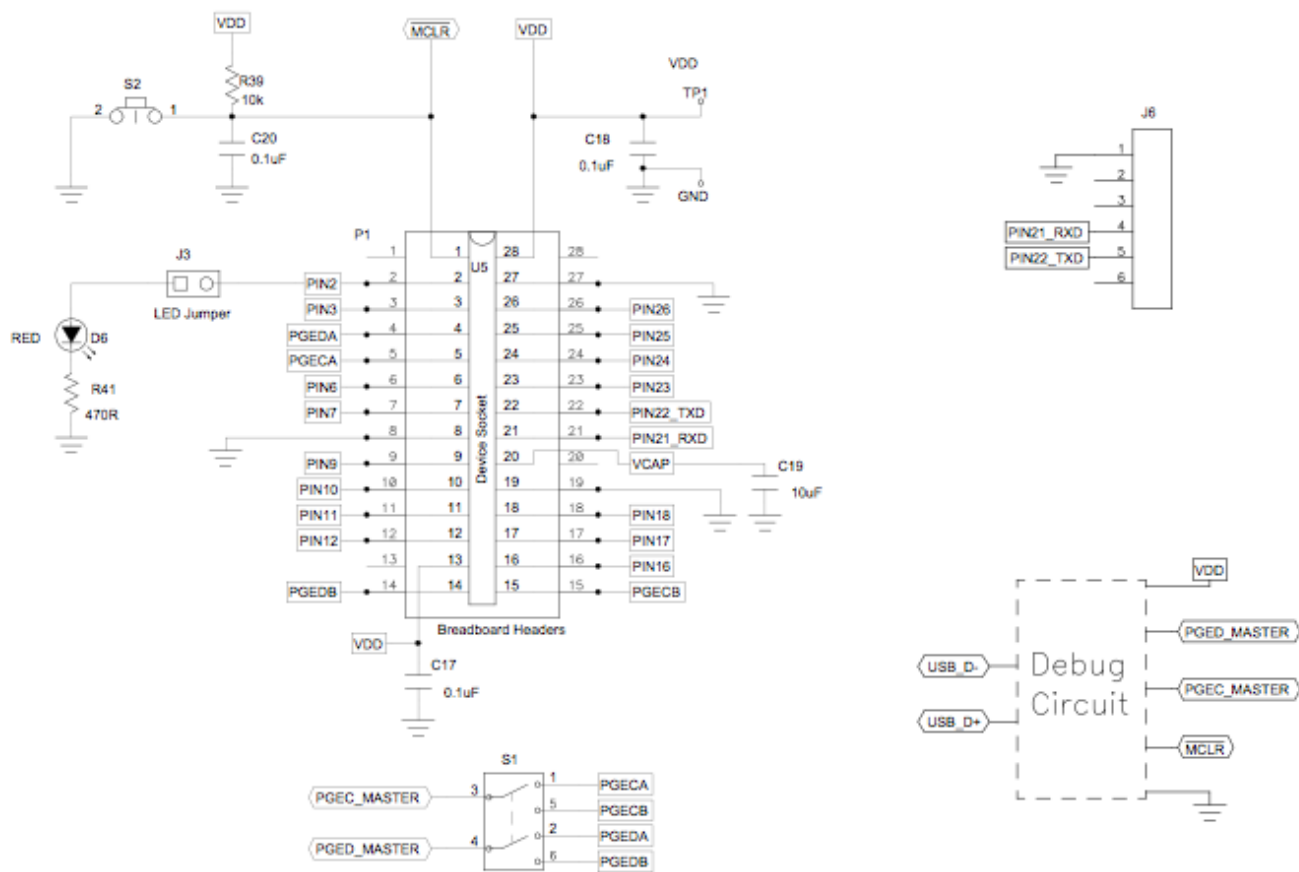 VDD
MCLR
VDD
S2
R39
10k
VDD
TP1
2
1
C20
0.1uF
C18
0.1uF
GND
J6
1
2
3
PIN21_RXD 4
PIN22_TXD 5
6
P1
U5
1 1 28 28
J3
LED Jumper
PIN2 2 2 27 27
PIN3 3 3 26 26 PIN26
RED
D6
PGEDA 4 4 25 25 PIN25
PGECA 5 5 24 24 PIN24
R41
470R
PIN6 6 6 23 23 PIN23
PIN7 7 7 22 22 PIN22_TXD
8 8 21 21 PIN21_RXD
PIN9 9 9 20 20 VCAP
C19
10uF
PIN10 10 10 19 19
PIN11 11 11 18 18 PIN18
PIN12 12 12 17 17 PIN17
13 13 16 16 PIN16
PGEDB 14 14 15 15 PGECB
Device Socket
Breadboard Headers
VDD
C17
0.1uF
VDD
PGED_MASTER
USB_D-
Debug
Circuit
PGEC_MASTER
USB_D+
MCLR
S1
PGEC_MASTER 3
1 PGECA
5 PGECB
PGED_MASTER 4
2 PGEDA
6 PGEDB